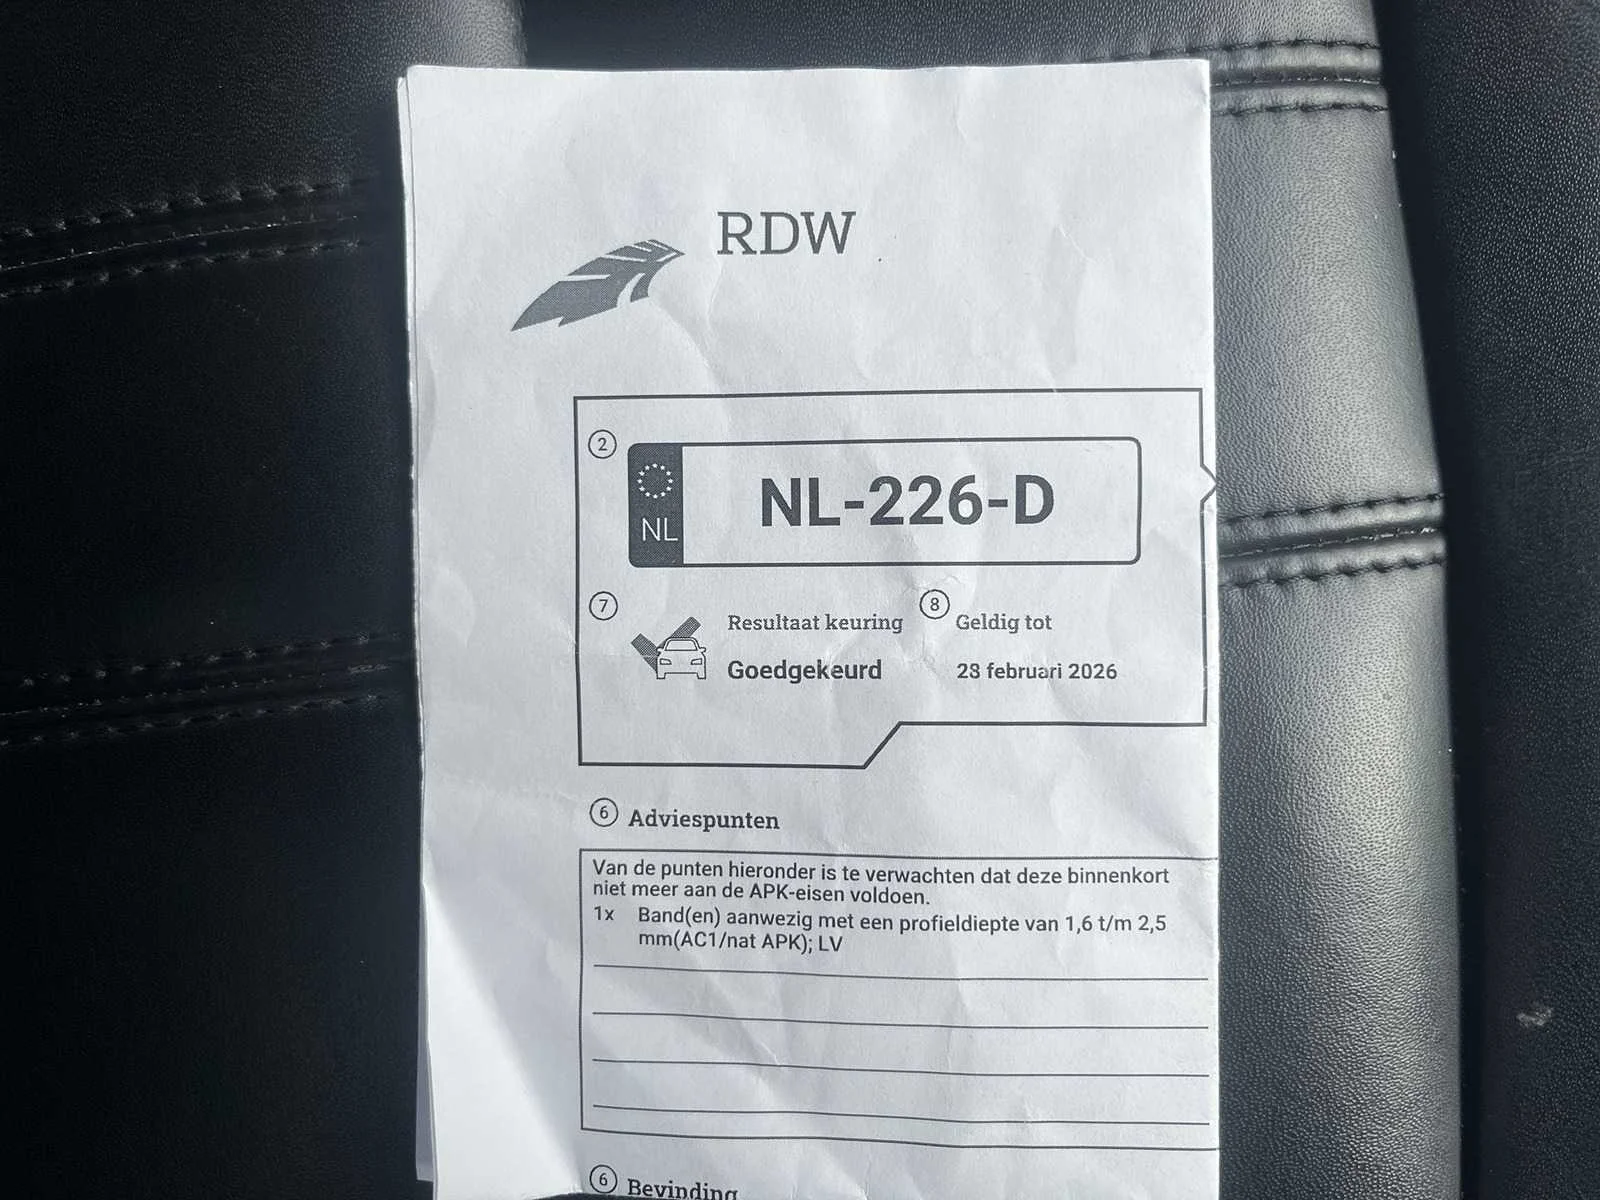 RDW
2
NL
NL-226-D
7
Resultaat keuring
8
Geldig tot
Goedgekeurd
28 februari 2026
6 Adviespunten
Van de punten hieronder is te verwachten dat deze binnenkort
niet meer aan de APK-eisen voldoen.
1x Band(en) aanwezig met een profieldiepte van 1,6 t/m 2,5
mm(AC1/nat APK); LV
6 Bevinding